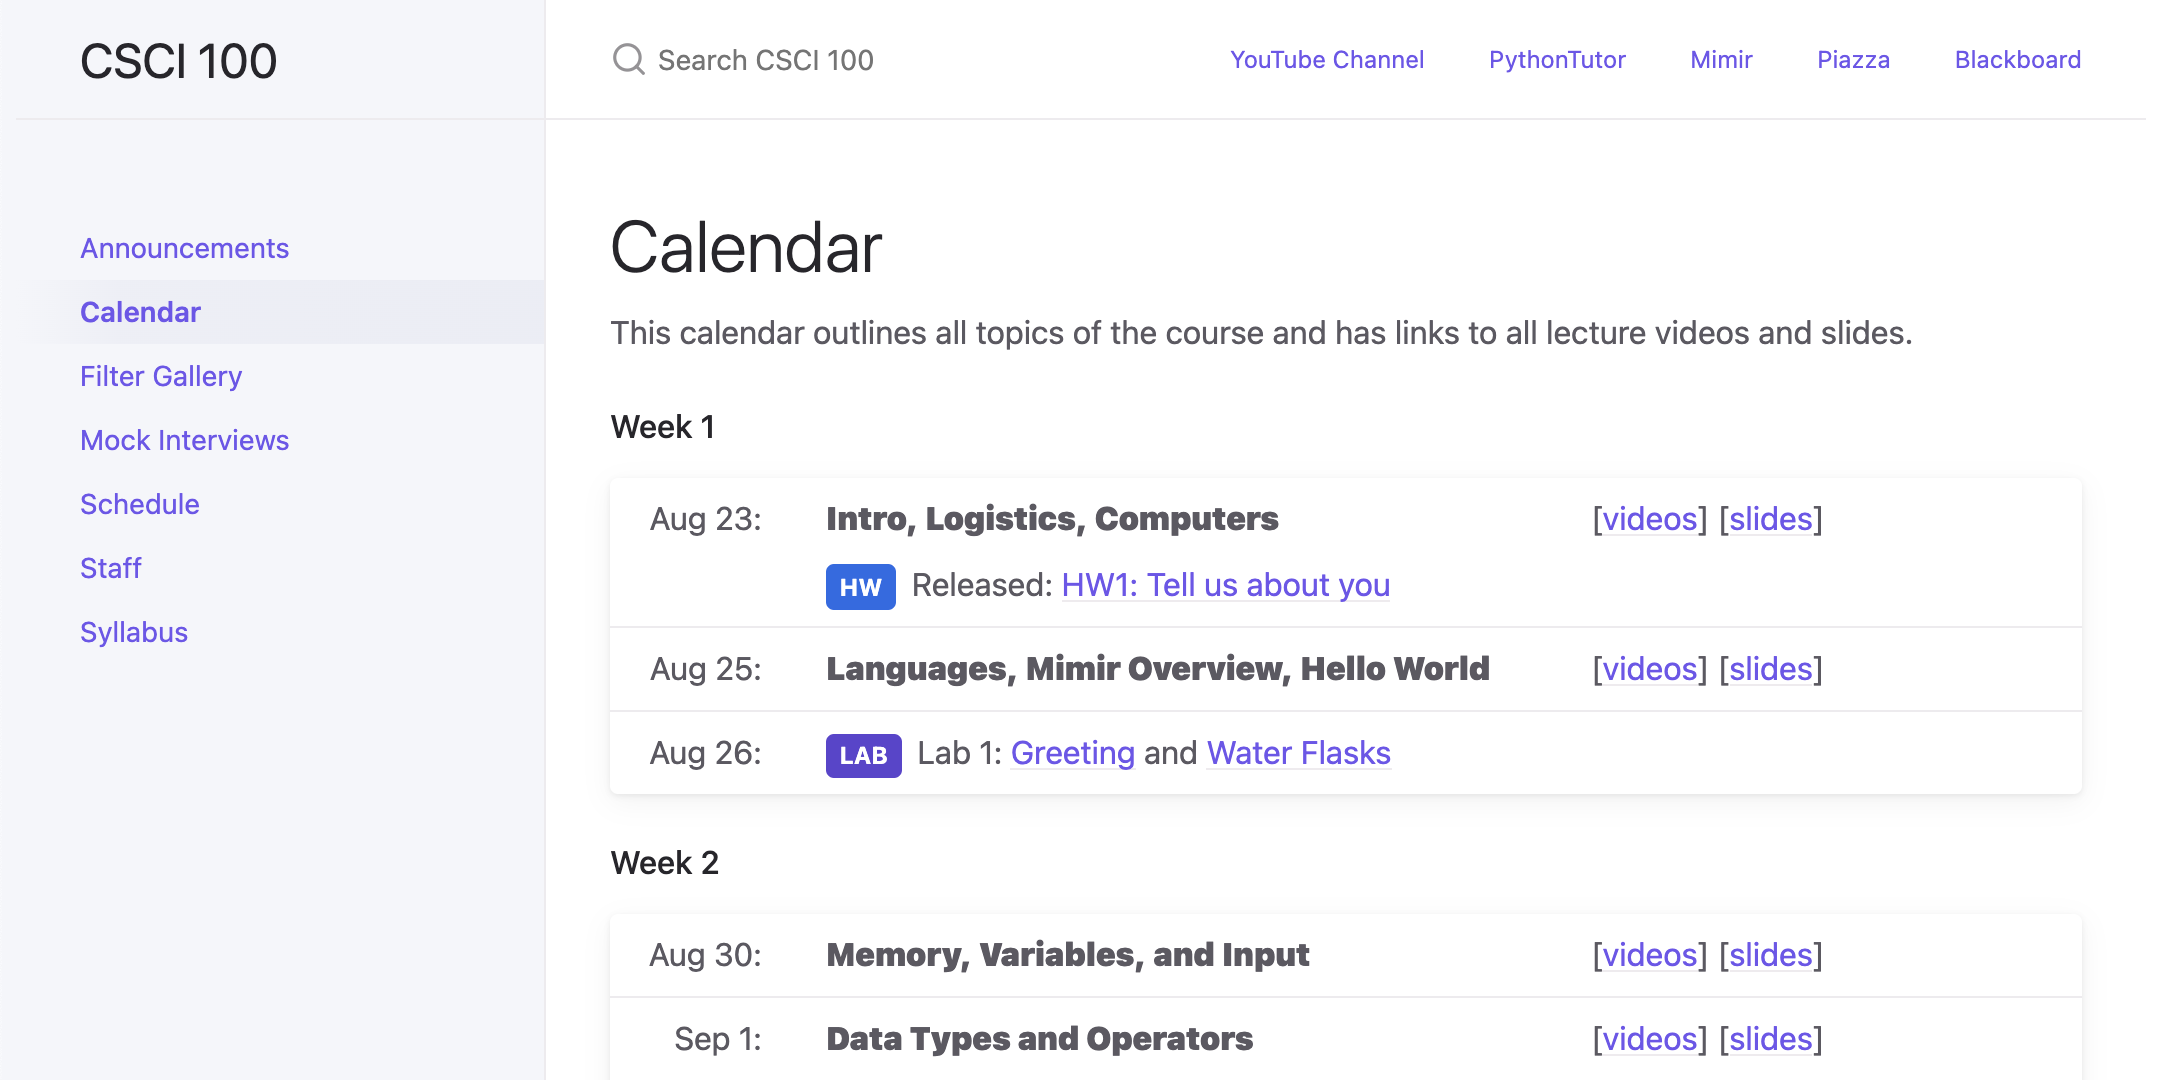 CSCI 100
Search CSCI 100
YouTube Channel PythonTutor Mimir Piazza Blackboard
Announcements
Calendar
Filter Gallery
Mock Interviews
Schedule
Staff
Syllabus
Calendar
This calendar outlines all topics of the course and has links to all lecture videos and slides.
Week 1
Aug 23: Intro, Logistics, Computers [videos] [slides]
HW Released: HW1: Tell us about you
Aug 25: Languages, Mimir Overview, Hello World [videos] [slides]
Aug 26: LAB Lab 1: Greeting and Water Flasks
Week 2
Aug 30: Memory, Variables, and Input [videos] [slides]
Sep 1: Data Types and Operators [videos] [slides]